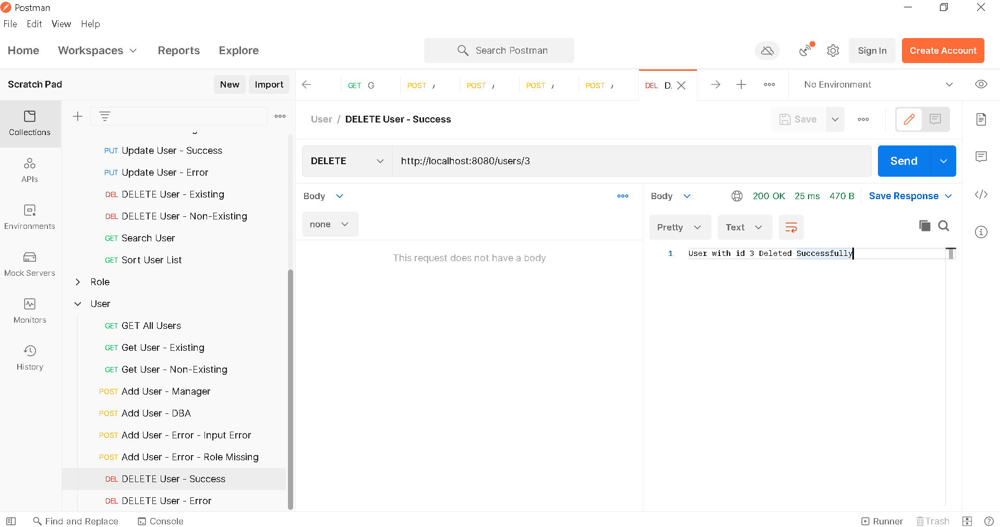 Postman
File Edit View Help
Home Workspaces Reports Explore
Search Postman
Sign In
Create Account
Scratch Pad
New
Import
GET G
POST
POST
POST
POST
DEL D.
No Environment
Collections
APIs
Environments
Mock Servers
Monitors
History
PUT Update User - Success
PUT Update User - Error
DEL DELETE User - Existing
DEL DELETE User - Non-Existing
GET Search User
GET Sort User List
Role
User
GET GET All Users
GET Get User - Existing
GET Get User - Non-Existing
POST Add User - Manager
POST Add User - DBA
POST Add User - Error - Input Error
POST Add User - Error - Role Missing
DEL DELETE User - Success
DEL DELETE User - Error
User / DELETE User - Success
Save
DELETE
http://localhost:8080/users/3
Send
Body
none
This request does not have a body
Body
200 OK 25 ms 470 B
Save Response
Pretty
Text
1 User with id 3 Deleted Successfully
Find and Replace
Console
Runner
Trash